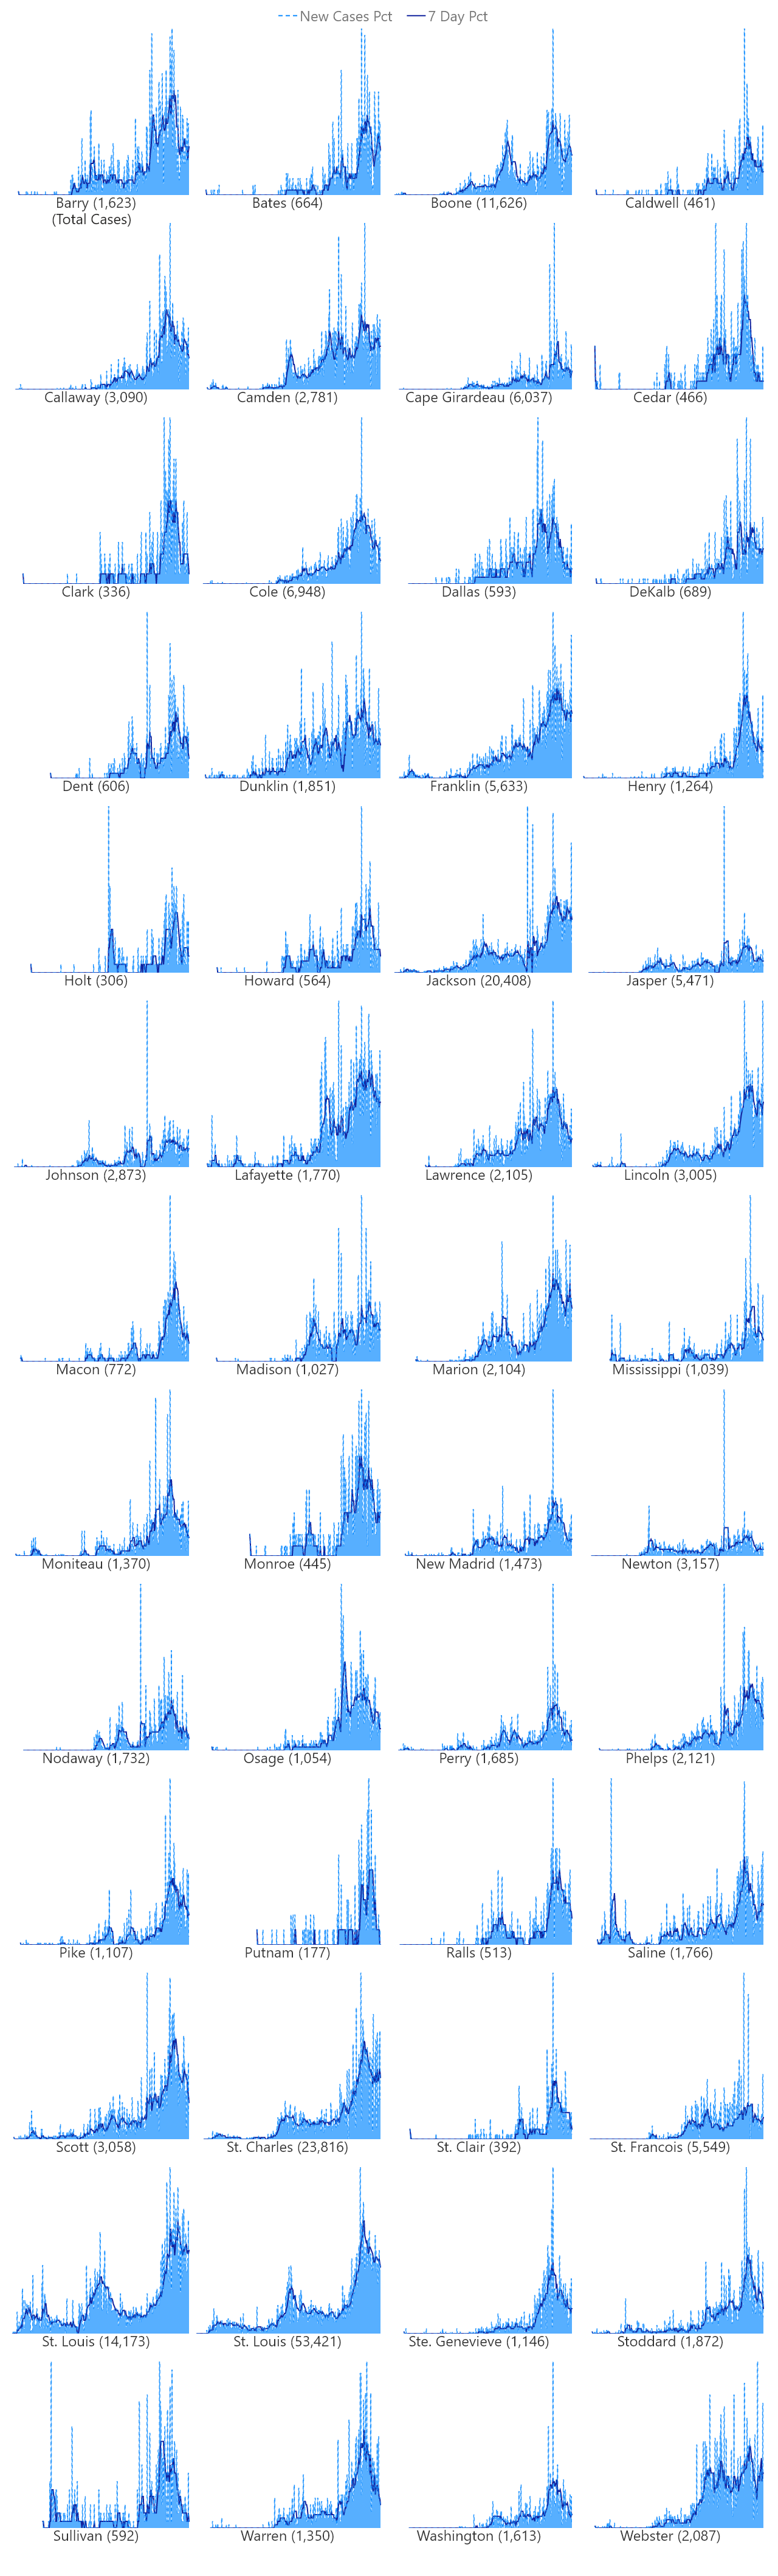 New Cases Pct 7 Day Pct
Barry (1,623) Bates (664) Boone (11,626) Caldwell (461)
(Total Cases)
Callaway (3,090) Camden (2,781) Cape Girardeau (6,037) Cedar (466)
Clark (336) Cole (6,948) Dallas (593) DeKalb (689)
Dent (606) Dunklin (1,851) Franklin (5,633) Henry (1,264)
Holt (306) Howard (564) Jackson (20,408) Jasper (5,471)
Johnson (2,873) Lafayette (1,770) Lawrence (2,105) Lincoln (3,005)
Macon (772) Madison (1,027) Marion (2,104) Mississippi (1,039)
Moniteau (1,370) Monroe (445) New Madrid (1,473) Newton (3,157)
Nodaway (1,732) Osage (1,054) Perry (1,685) Phelps (2,121)
Pike (1,107) Putnam (177) Ralls (513) Saline (1,766)
Scott (3,058) St. Charles (23,816) St. Clair (392) St. Francois (5,549)
St. Louis (14,173) St. Louis (53,421) Ste. Genevieve (1,146) Stoddard (1,872)
Sullivan (592) Warren (1,350) Washington (1,613) Webster (2,087)